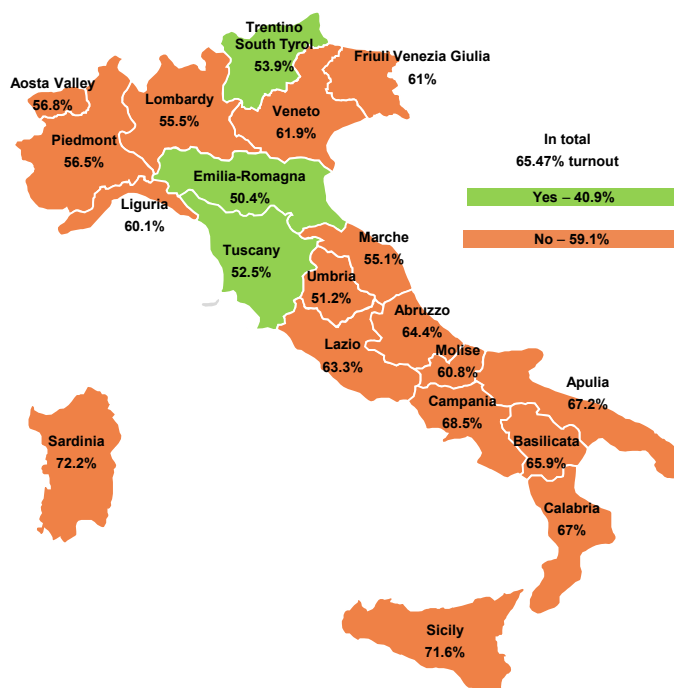 Trentino
South Tyrol
53.9%
Friuli Venezia Giulia
61%
Aosta Valley
56.8%
Lombardy
55.5%
Veneto
61.9%
Piedmont
56.5%
In total
65.47% turnout
Emilia-Romagna
50.4%
Yes – 40.9%
Liguria
60.1%
No – 59.1%
Tuscany
52.5%
Marche
55.1%
Umbria
51.2%
Abruzzo
64.4%
Lazio
63.3%
Molise
60.8%
Apulia
67.2%
Campania
68.5%
Sardinia
72.2%
Basilicata
65.9%
Calabria
67%
Sicily
71.6%